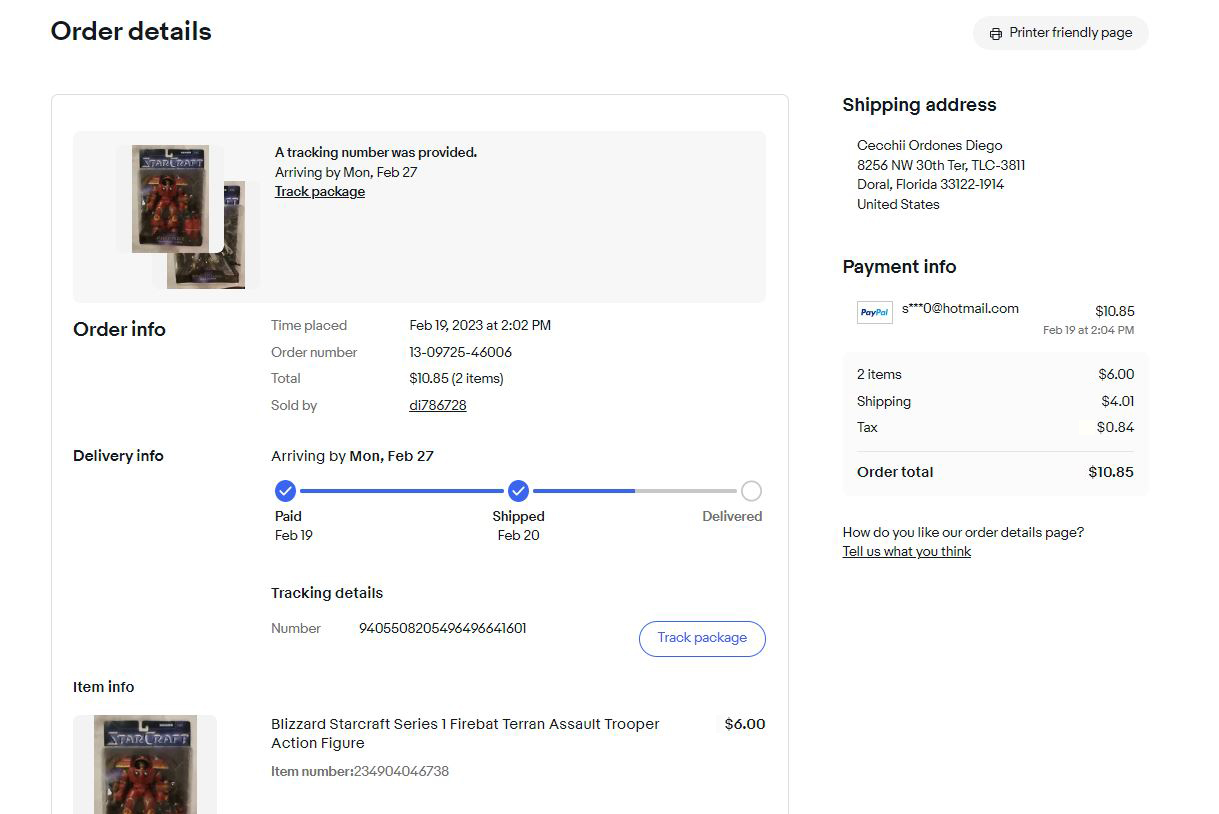 Order details
Printer friendly page
STARCRAFT
A tracking number was provided.
Arriving by Mon, Feb 27
Track package
Order info
Time placed Feb 19, 2023 at 2:02 PM
Order number 13-09725-46006
Total $10.85 (2 items)
Sold by di786728
Delivery info
Arriving by Mon, Feb 27
Paid Shipped Delivered
Feb 19 Feb 20
Tracking details
Number 9405508205496496641601
Track package
Item info
STARCRAFT
Blizzard Starcraft Series 1 Firebat Terran Assault Trooper
Action Figure
$6.00
Item number:234904046738
Shipping address
Cecchii Ordones Diego
8256 NW 30th Ter, TLC-3811
Doral, Florida 33122-1914
United States
Payment info
PayPal s***0@hotmail.com $10.85
Feb 19 at 2:04 PM
2 items $6.00
Shipping $4.01
Tax $0.84
Order total $10.85
How do you like our order details page?
Tell us what you think